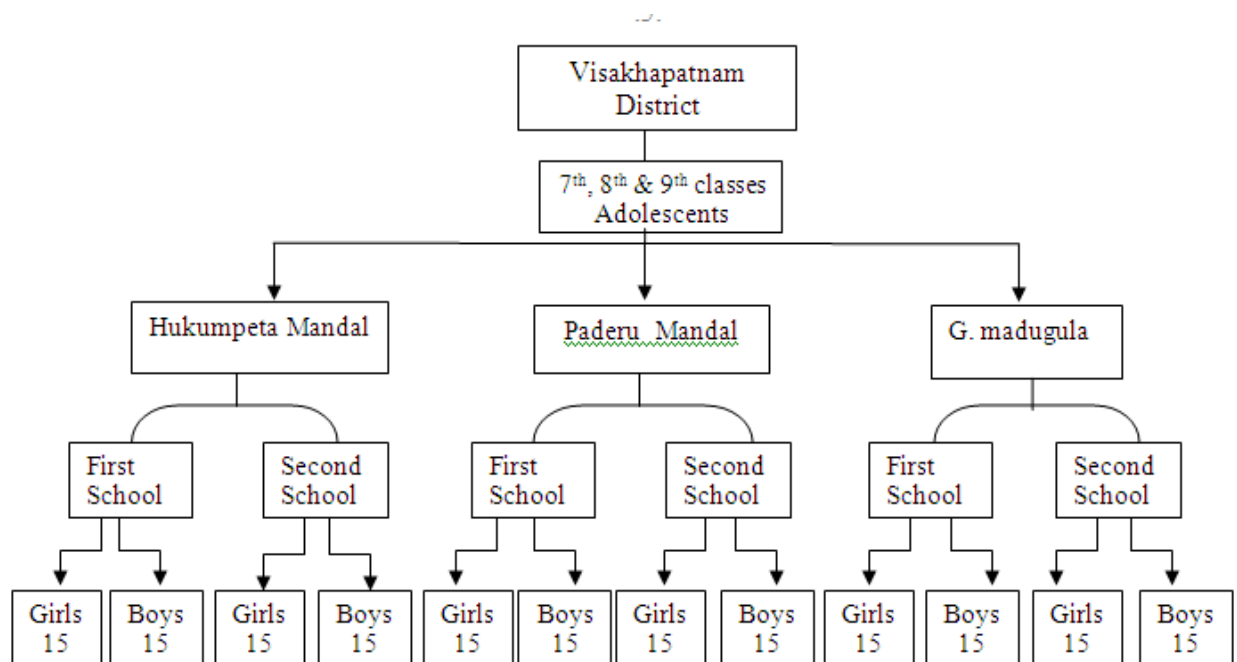 Visakhapatnam
District
7th, 8th & 9th classes
Adolescents
Hukumpeta Mandal
Paderu Mandal
G. madugula
First
School
Second
School
First
School
Second
School
First
School
Second
School
Girls
15
Boys
15
Girls
15
Boys
15
Girls
15
Boys
15
Girls
15
Boys
15
Girls
15
Boys
15
Girls
15
Boys
15